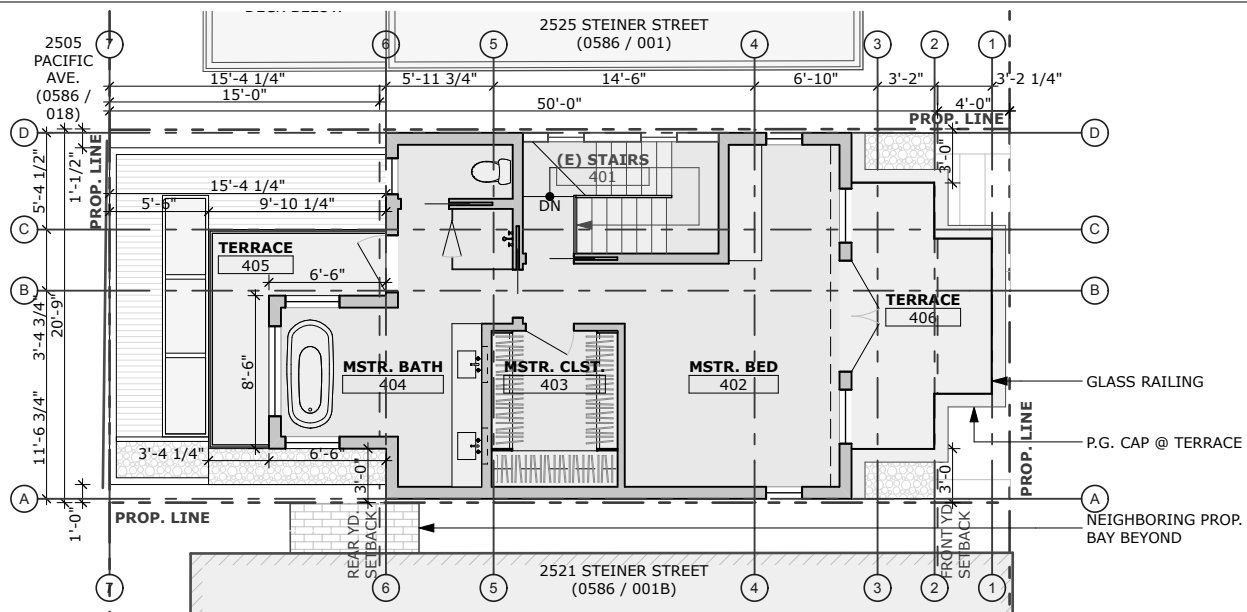 DECK BELOW
2525 STEINER STREET
(0586 / 001)
2505
PACIFIC
AVE.
(0586 /
018)
7
6
5
4
3
2
1
15'-4 1/4"
5'-11 3/4"
14'-6"
6'-10"
3'-2"
3'-2 1/4"
15'-0"
50'-0"
4'-0"
PROP. LINE
D
D
5'-4 1/2"
1'-1/2"
PROP. LINE
15'-4 1/4"
5'-6"
9'-10 1/4"
(E) STAIRS
401
DN
3'-0"
C
C
TERRACE
405
6'-6"
B
B
TERRACE
406
3'-4 3/4"
20'-9"
8'-6"
MSTR. BATH
404
MSTR. CLST.
403
MSTR. BED
402
GLASS RAILING
11'-6 3/4"
P.G. CAP @ TERRACE
3'-4 1/4"
6'-6"
3'-0"
3'-0
PROP. LINE
A
A
1'-0"
PROP. LINE
REAR YD.
SETBACK
FRONT YD.
SETBACK
NEIGHBORING PROP.
BAY BEYOND
2521 STEINER STREET
(0586 / 001B)
7
6
5
4
3
2
1